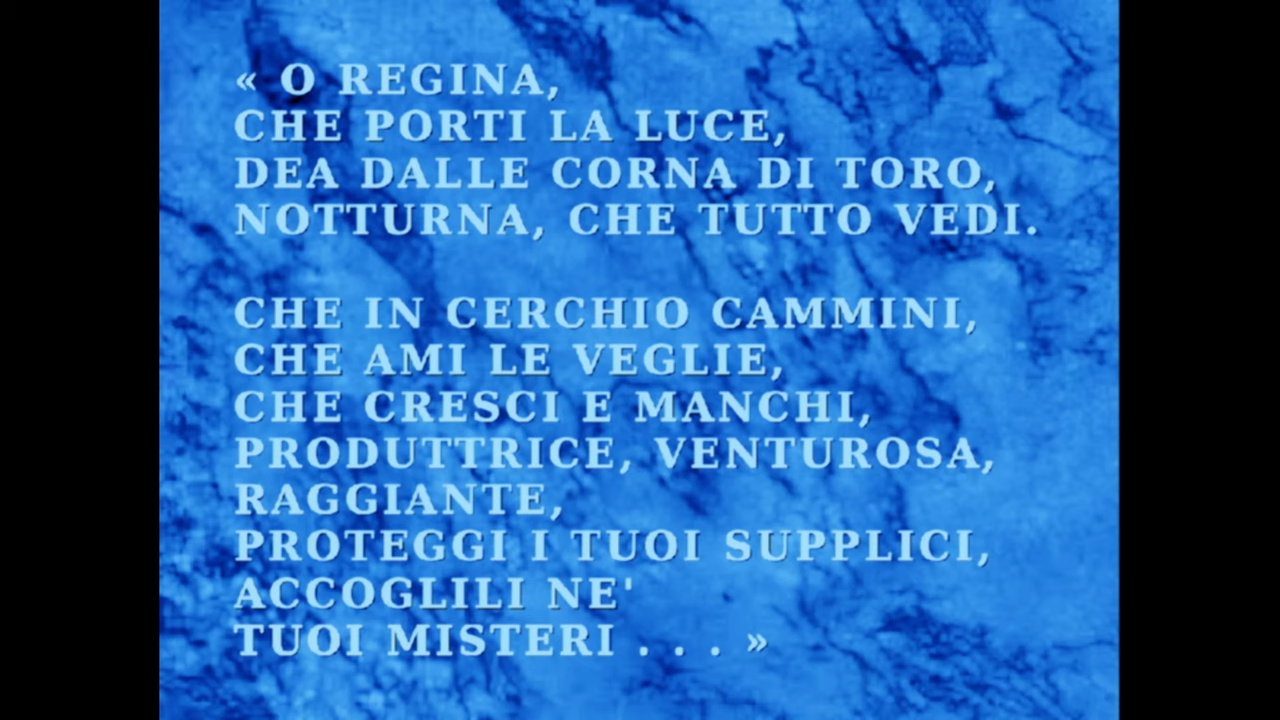 « O REGINA,
CHE PORTI LA LUCE,
DEA DALLE CORNA DI TORO,
NOTTURNA, CHE TUTTO VEDI.
CHE IN CERCHIO CAMMINI,
CHE AMI LE VEGLIE,
CHE CRESCI E MANCHI,
PRODUTTRICE, VENTUROSA,
RAGGIANTE,
PROTEGGI I TUOI SUPPLICI,
ACCOGLILI NE'
TUOI MISTERI . . . »